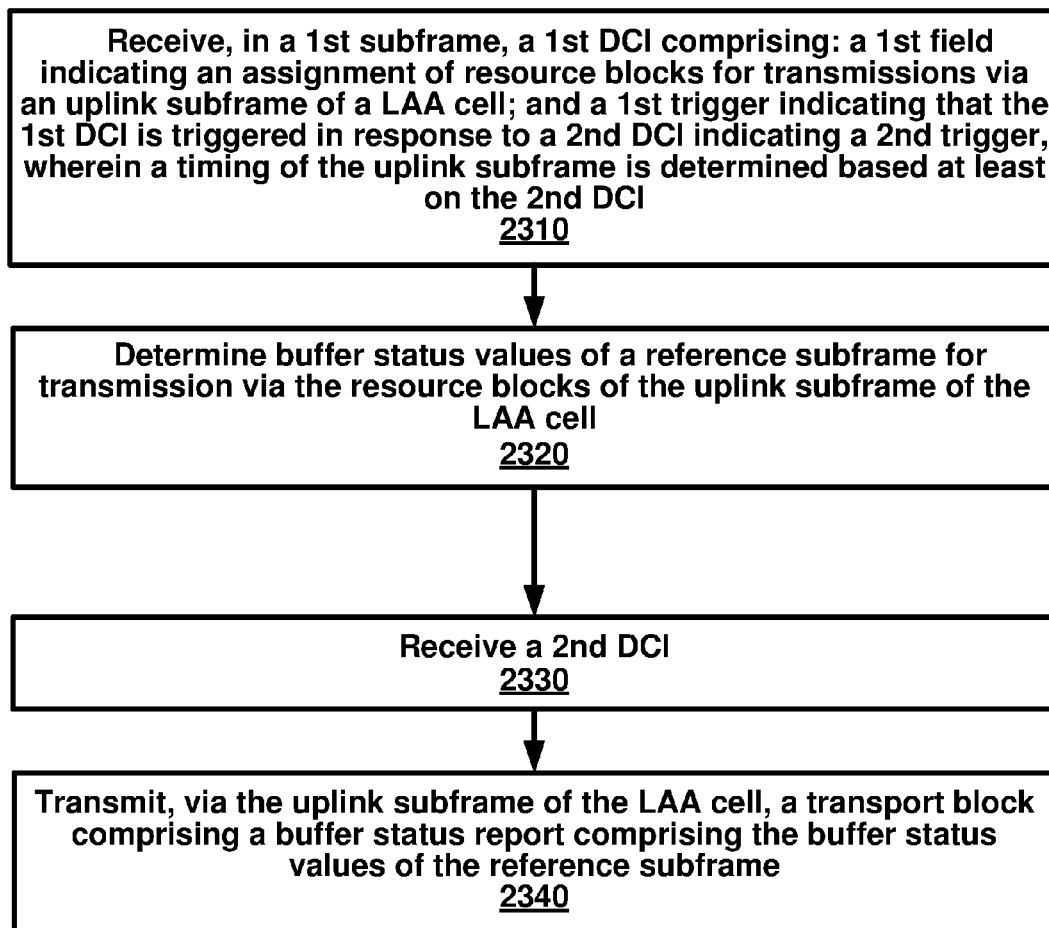 Receive, in a 1st subframe, a 1st DCI comprising: a 1st field
indicating an assignment of resource blocks for transmissions via
an uplink subframe of a LAA cell; and a 1st trigger indicating that the
1st DCI is triggered in response to a 2nd DCI indicating a 2nd trigger,
wherein a timing of the uplink subframe is determined based at least
on the 2nd DCI
2310
Determine buffer status values of a reference subframe for
transmission via the resource blocks of the uplink subframe of the
LAA cell
2320
Receive a 2nd DCI
2330
Transmit, via the uplink subframe of the LAA cell, a transport block
comprising a buffer status report comprising the buffer status
values of the reference subframe
2340